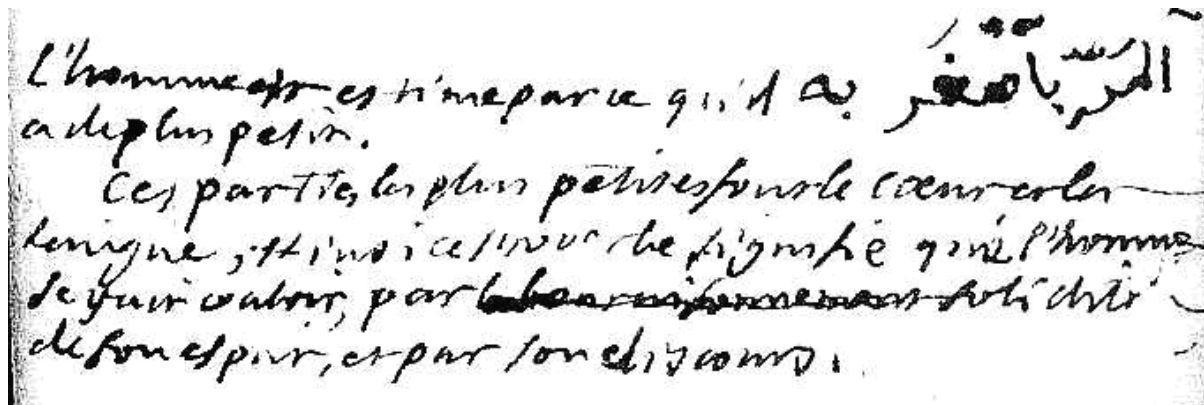 L'homme est estimé par ce qu'il المرء باصغريه
a de plus petit.
Ces parties les plus petites sont le cœur et la
langue, et ce proverbe signifie que l'homme
se fait valoir, par solidité
de son esprit, et par son discours.